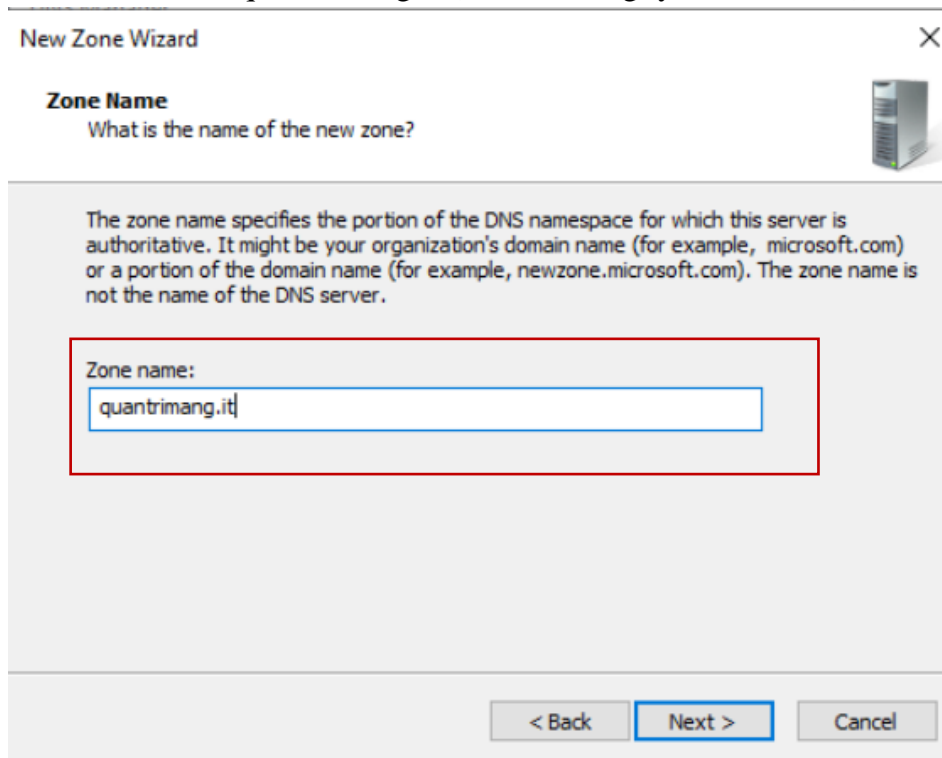 New Zone Wizard
Zone Name
What is the name of the new zone?
The zone name specifies the portion of the DNS namespace for which this server is
authoritative. It might be your organization's domain name (for example, microsoft.com)
or a portion of the domain name (for example, newzone.microsoft.com). The zone name is
not the name of the DNS server.
Zone name:
quantrimang.it
< Back Next > Cancel